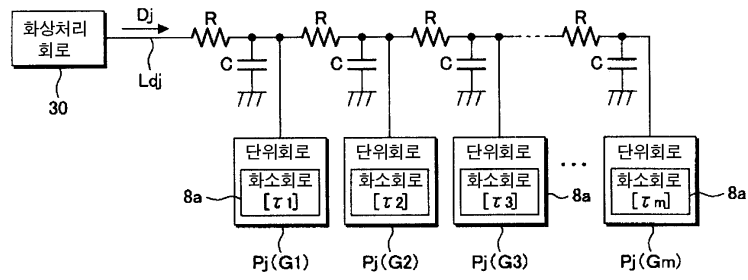 화상처리
회로
30
Dj
Ldj
R
R
R
R
C
C
C
C
단위회로
화소회로
[τ1]
단위회로
화소회로
[τ2]
단위회로
화소회로
[τ3]
...
단위회로
화소회로
[τm]
8a
8a
8a
Pj(G1)
Pj(G2)
Pj(G3)
Pj(Gm)